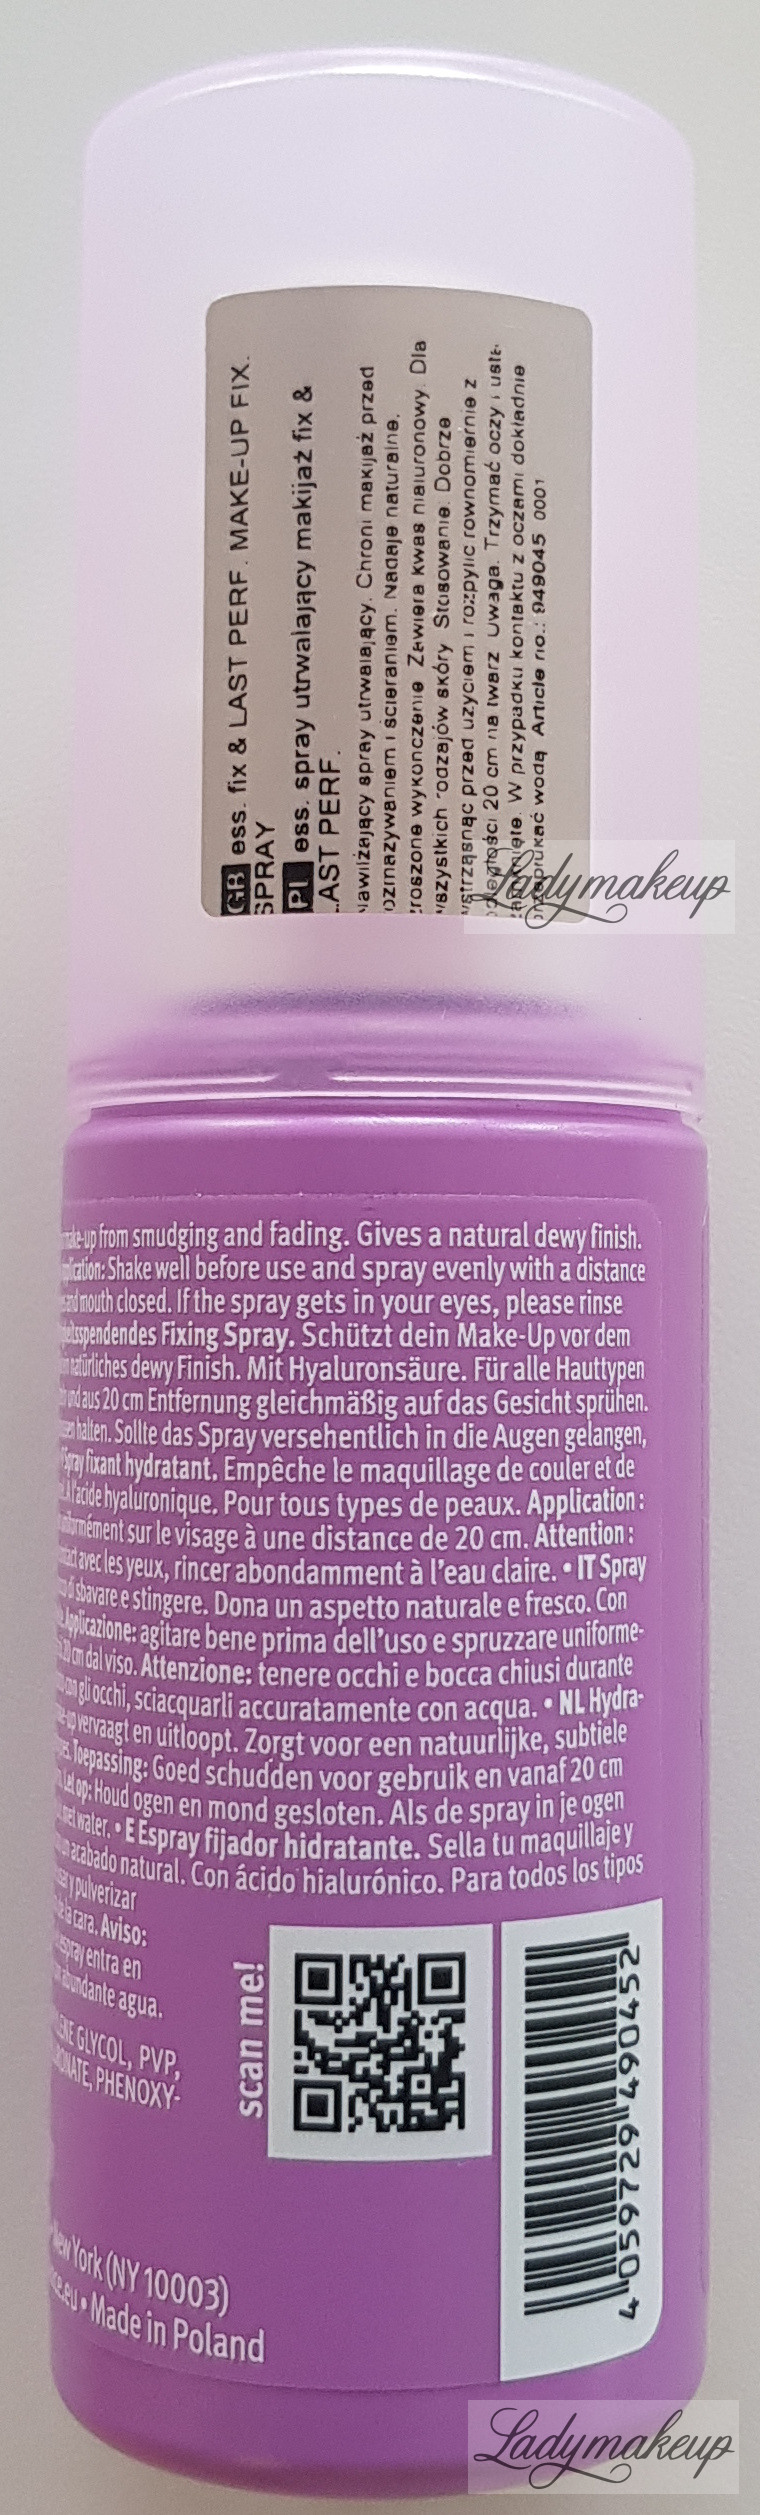 GB ess. fix & LAST PERF. MAKE-UP FIX.
SPRAY
PL ess. spray utrwalający makijaż fix &
LAST PERF.
Nawilżający spray utrwalający. Chroni makijaż przed
rozmazywaniem i ścieraniem. Nadaje naturalne,
zroszone wykonczenie Zawiera kwas hialuronowy. Dla
wszystkich rodzajów skóry Stosowanie. Dobrze
wstrząsnąc przed uzyciem i rozpylic rownomiernie z
odległości 20 cm na twarz Uwaga. Trzymać oczy i usta
zamknięte. W przypadku kontaktu z oczami dokładnie
przepłukać wodą Article no.: 949045 0001
Ladymakeup
make-up from smudging and fading. Gives a natural dewy finish.
Application: Shake well before use and spray evenly with a distance
and mouth closed. If the spray gets in your eyes, please rinse
Fixing Spray. Schützt dein Make-Up vor dem
natürliches dewy Finish. Mit Hyaluronsäure. Für alle Hauttypen
und aus 20 cm Entfernung gleichmäßig auf das Gesicht sprühen.
halten. Sollte das Spray versehentlich in die Augen gelangen,
Spray fixant hydratant. Empêche le maquillage de couler et de
l'acide hyaluronique. Pour tous types de peaux. Application :
uniformément sur le visage à une distance de 20 cm. Attention :
avec les yeux, rincer abondamment à l'eau claire. • IT Spray
di sbavare e stingere. Dona un aspetto naturale e fresco. Con
Applicazione: agitare bene prima dell'uso e spruzzare uniforme-
20 cm dal viso. Attenzione: tenere occhi e bocca chiusi durante
con gli occhi, sciacquarli accuratamente con acqua. • NL Hydra-
vervaagt en uitloopt. Zorgt voor een natuurlijke, subtiele
Toepassing: Goed schudden voor gebruik en vanaf 20 cm
Let op: Houd ogen en mond gesloten. Als de spray in je ogen
met water. • E Espray fijador hidratante. Sella tu maquillaje y
un acabado natural. Con ácido hialurónico. Para todos los tipos
y pulverizar
de la cara. Aviso:
espray entra en
abundante agua.
GLYCOL, PVP,
PHENOXY-
scan me!
4 059729 490452
New York (NY 10003)
• Made in Poland
Ladymakeup